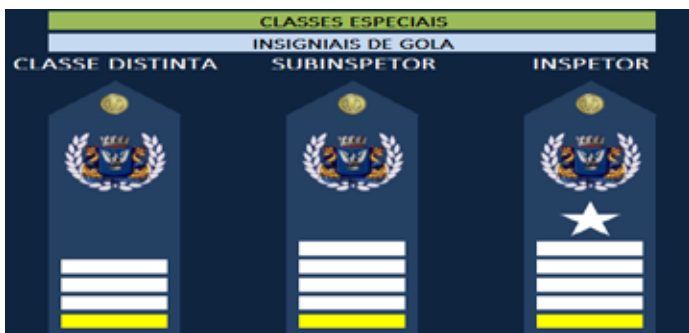 CLASSES ESPECIAIS
INSIGNIAIS DE GOLA
CLASSE DISTINTA SUBINSPETOR INSPETOR